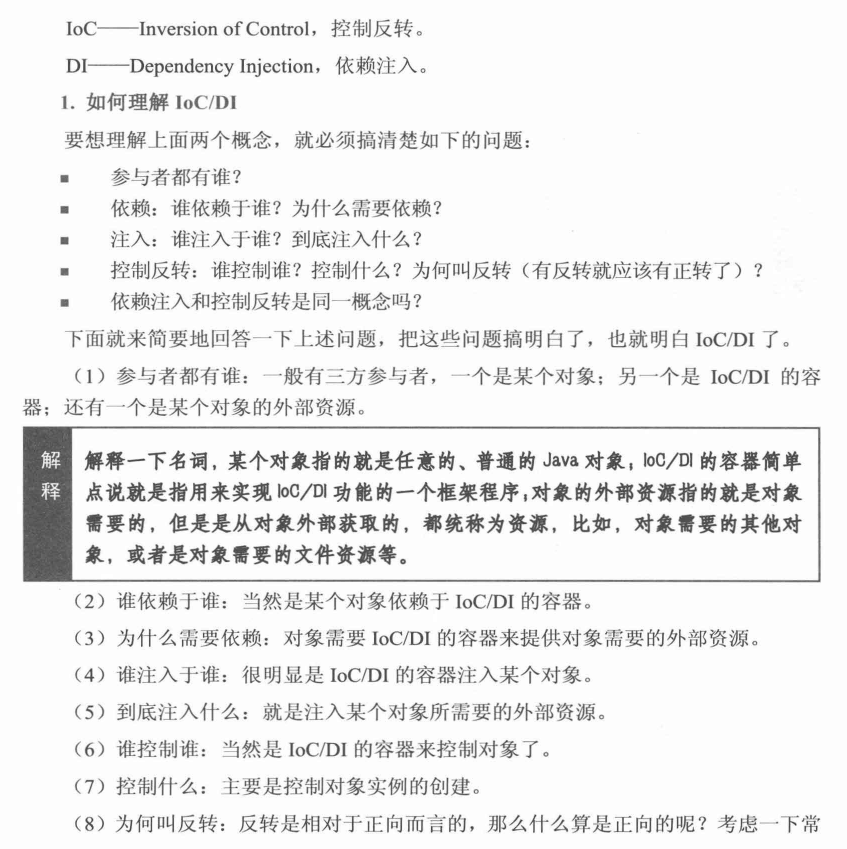 IoC——Inversion of Control，控制反转。
DI——Dependency Injection，依赖注入。
1. 如何理解 IoC/DI
要想理解上面两个概念，就必须搞清楚如下的问题：
■ 参与者都有谁？
■ 依赖：谁依赖于谁？为什么需要依赖？
■ 注入：谁注入于谁？到底注入什么？
■ 控制反转：谁控制谁？控制什么？为何叫反转（有反转就应该有正转了）？
■ 依赖注入和控制反转是同一概念吗？
下面就来简要地回答一下上述问题，把这些问题搞明白了，也就明白 IoC/DI 了。
（1）参与者都有谁：一般有三方参与者，一个是某个对象；另一个是 IoC/DI 的容
器；还有一个是某个对象的外部资源。
解释
解释一下名词，某个对象指的就是任意的、普通的 Java 对象；IoC/DI 的容器简单
点说就是指用来实现 IoC/DI 功能的一个框架程序；对象的外部资源指的就是对象
需要的，但是是从对象外部获取的，都统称为资源，比如，对象需要的其他对
象，或者是对象需要的文件资源等。
（2）谁依赖于谁：当然是某个对象依赖于 IoC/DI 的容器。
（3）为什么需要依赖：对象需要 IoC/DI 的容器来提供对象需要的外部资源。
（4）谁注入于谁：很明显是 IoC/DI 的容器注入某个对象。
（5）到底注入什么：就是注入某个对象所需要的外部资源。
（6）谁控制谁：当然是 IoC/DI 的容器来控制对象了。
（7）控制什么：主要是控制对象实例的创建。
（8）为何叫反转：反转是相对于正向而言的，那么什么算是正向的呢？考虑一下常